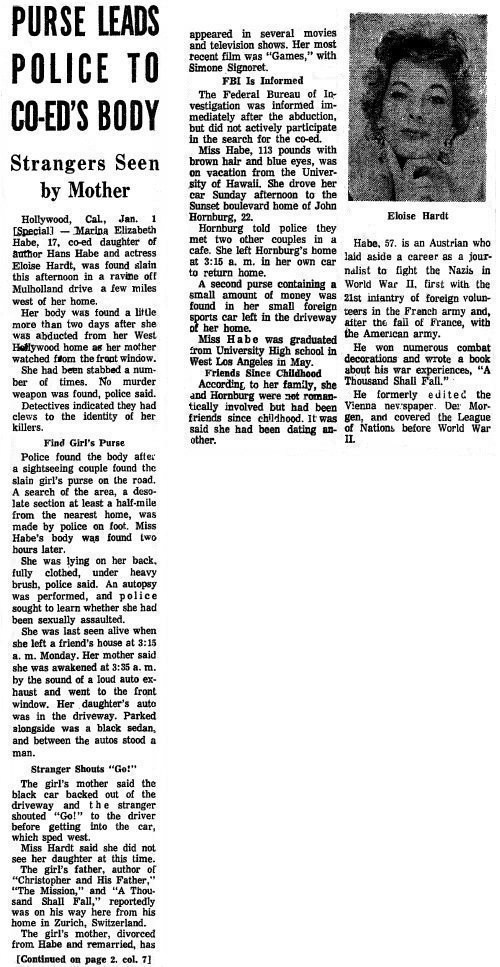 PURSE LEADS
POLICE TO
CO-ED'S BODY
Strangers Seen
by Mother
Hollywood, Cal., Jan. 1
[Special] — Marina Elizabeth
Habe, 17, co-ed daughter of
author Hans Habe and actress
Eloise Hardt, was found slain
this afternoon in a ravine off
Mulholland drive a few miles
west of her home.
Her body was found a little
more than two days after she
was abducted from her West
Hollywood home as her mother
watched from the front window.
She had been stabbed a num-
ber of times. No murder
weapon was found, police said.
Detectives indicated they had
clews to the identity of her
killers.
Find Girl's Purse
Police found the body after
a sightseeing couple found the
slain girl's purse on the road.
A search of the area, a deso-
late section at least a half-mile
from the nearest home, was
made by police on foot. Miss
Habe's body was found two
hours later.
She was lying on her back,
fully clothed, under heavy
brush, police said. An autopsy
was performed, and police
sought to learn whether she had
been sexually assaulted.
She was last seen alive when
she left a friend's house at 3:15
a. m. Monday. Her mother said
she was awakened at 3:35 a. m.
by the sound of a loud auto ex-
haust and went to the front
window. Her daughter's auto
was in the driveway. Parked
alongside was a black sedan,
and between the autos stood a
man.
Stranger Shouts "Go!"
The girl's mother said the
black car backed out of the
driveway and the stranger
shouted "Go!" to the driver
before getting into the car,
which sped west.
Miss Hardt said she did not
see her daughter at this time.
The girl's father, author of
"Christopher and His Father,"
"The Mission," and "A Thou-
sand Shall Fall," reportedly
was on his way here from his
home in Zurich, Switzerland.
The girl's mother, divorced
from Habe and remarried, has
[Continued on page 2. col. 7]
appeared in several movies
and television shows. Her most
recent film was "Games," with
Simone Signoret.
FBI Is Informed
The Federal Bureau of In-
vestigation was informed im-
mediately after the abduction,
but did not actively participate
in the search for the co-ed.
Miss Habe, 113 pounds with
brown hair and blue eyes, was
on vacation from the Univer-
sity of Hawaii. She drove her
car Sunday afternoon to the
Sunset boulevard home of John
Hornburg, 22.
Hornburg told police they
met two other couples in a
cafe. She left Hornburg's home
at 3:15 a. m. in her own car
to return home.
A second purse containing a
small amount of money was
found in her small foreign
sports car left in the driveway
of her home.
Miss Habe was graduated
from University High school in
West Los Angeles in May.
Friends Since Childhood
According to her family, she
and Hornburg were not roman-
tically involved but had been
friends since childhood. It was
said she had been dating an-
other.
Eloise Hardt
Habe, 57. is an Austrian who
laid aside a career as a jour-
nalist to fight the Nazis in
World War II, first with the
21st infantry of foreign volun-
teers in the French army and,
after the fall of France, with
the American army.
He won numerous combat
decorations and wrote a book
about his war experiences, "A
Thousand Shall Fall."
He formerly edited the
Vienna newspaper. Der Mor-
gen, and covered the League
of Nations before World War
II.